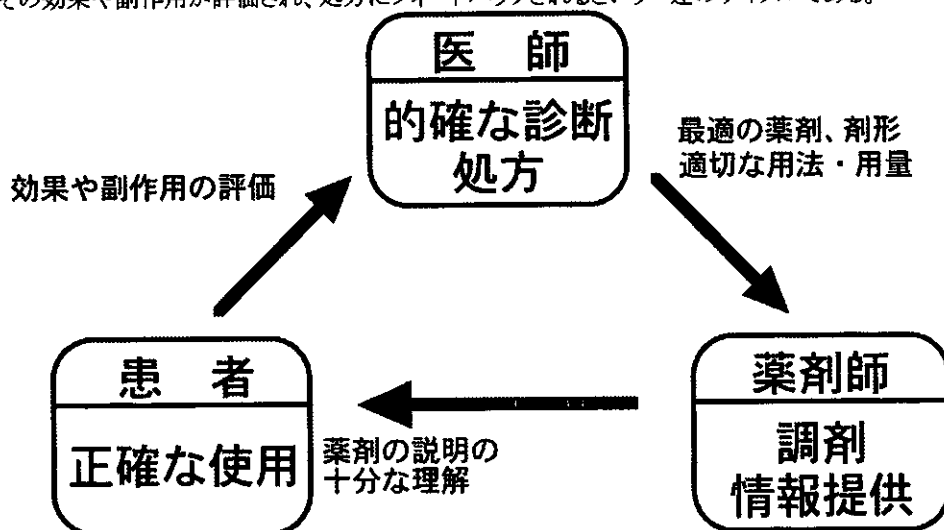 医 師
的確な診断
処方
最適の薬剤、剤形
適切な用法・用量
効果や副作用の評価
患 者
正確な使用
薬剤の説明の
十分な理解
薬剤師
調剤
情報提供